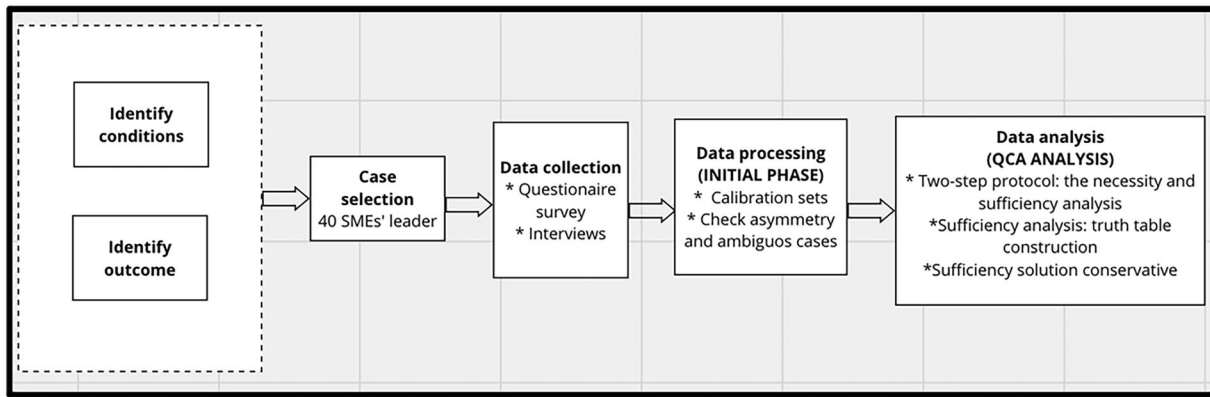 Identify
conditions
Identify
outcome
Case
selection
40 SMEs' leader
Data collection
* Questionaire
survey
* Interviews
Data processing
(INITIAL PHASE)
* Calibration sets
* Check asymmetry
and ambiguos cases
Data analysis
(QCA ANALYSIS)
* Two-step protocol: the necessity and
sufficiency analysis
*Sufficiency analysis: truth table
construction
*Sufficiency solution conservative